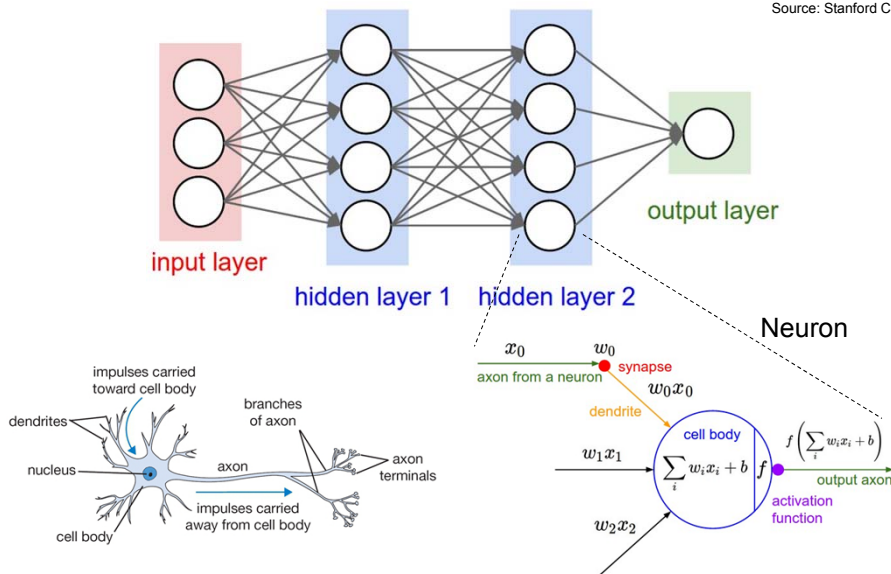 Source: Stanford C
input layer
hidden layer 1
hidden layer 2
output layer
Neuron
impulses carried
toward cell body
dendrites
nucleus
cell body
axon
impulses carried
away from cell body
branches
of axon
axon
terminals
x₀
w₀
axon from a neuron
synapse
w₀x₀
dendrite
w₁x₁
w₂x₂
cell body
∑ᵢ wᵢxᵢ + b
f
f(∑ᵢ wᵢxᵢ + b)
output axon
activation
function